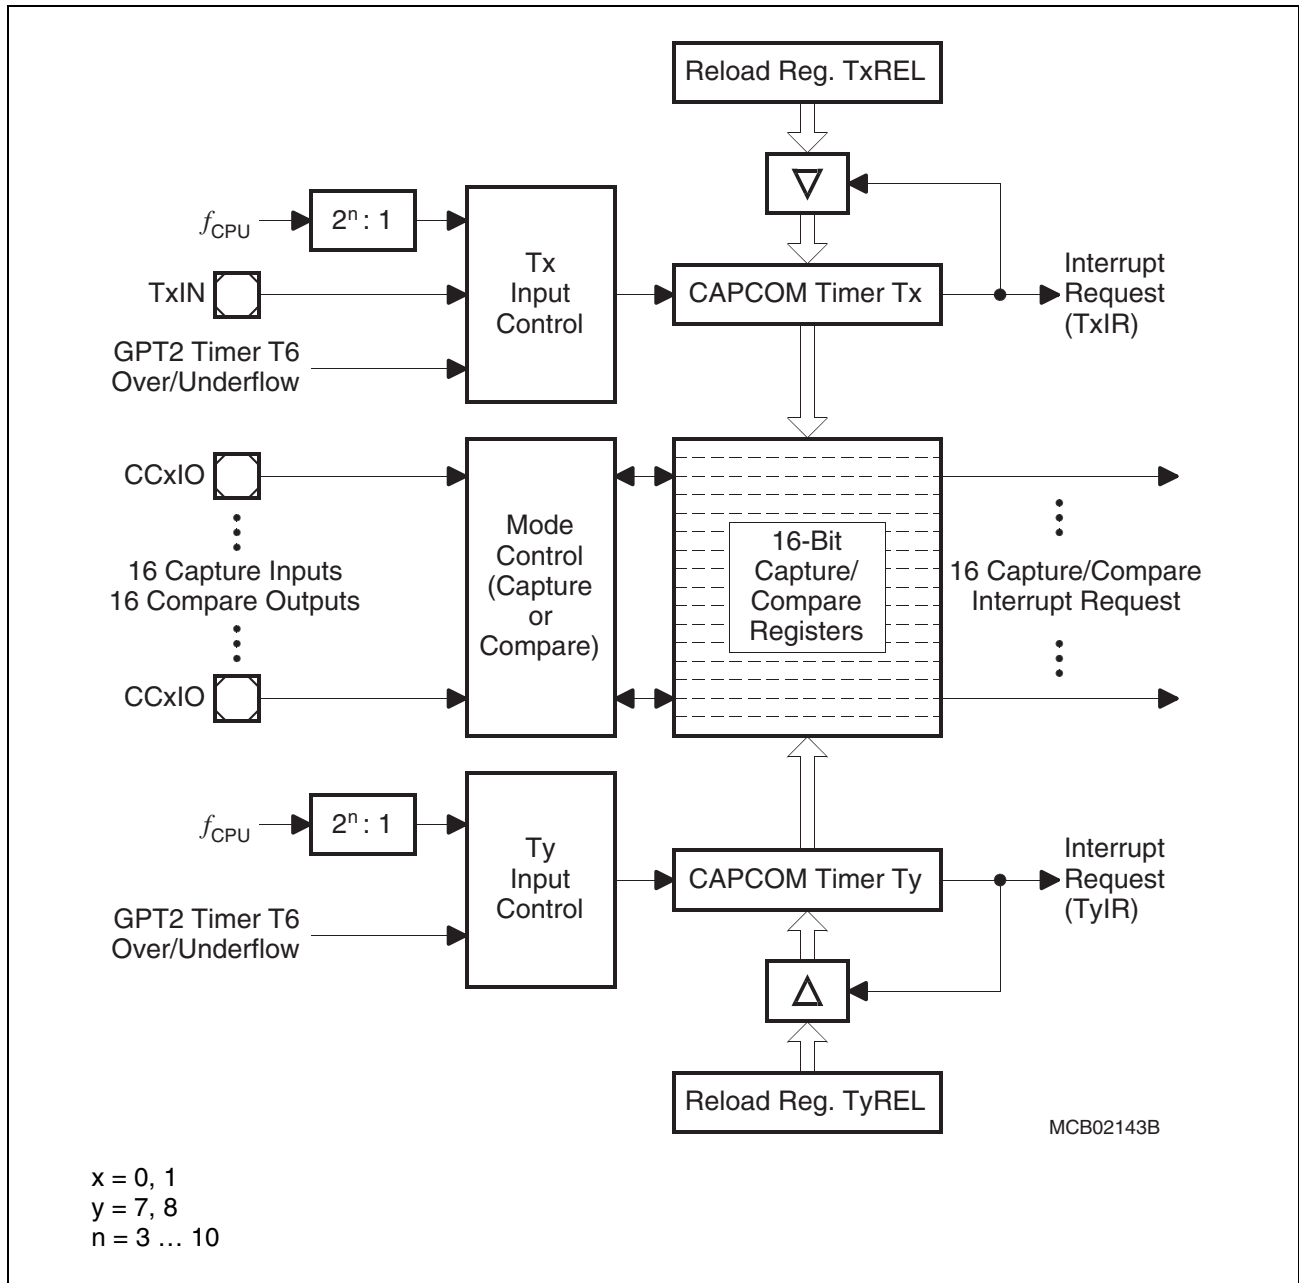 Reload Reg. TxREL
fCPU
2ⁿ : 1
TxIN
GPT2 Timer T6
Over/Underflow
Tx
Input
Control
CAPCOM Timer Tx
Interrupt
Request
(TxIR)
CCxIO
16 Capture Inputs
16 Compare Outputs
CCxIO
Mode
Control
(Capture
or
Compare)
16-Bit
Capture/
Compare
Registers
16 Capture/Compare
Interrupt Request
fCPU
2ⁿ : 1
GPT2 Timer T6
Over/Underflow
Ty
Input
Control
CAPCOM Timer Ty
Interrupt
Request
(TyIR)
Reload Reg. TyREL
MCB02143B
x = 0, 1
y = 7, 8
n = 3 … 10